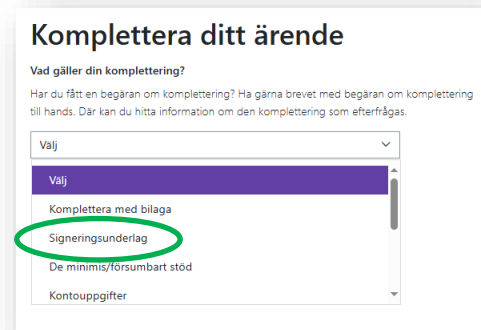 Komplettera ditt ärende
Vad gäller din komplettering?
Har du fått en begäran om komplettering? Ha gärna brevet med begäran om komplettering
till hands. Där kan du hitta information om den komplettering som efterfrågas.
Välj
Välj
Komplettera med bilaga
Signeringsunderlag
De minimis/försumbart stöd
Kontouppgifter